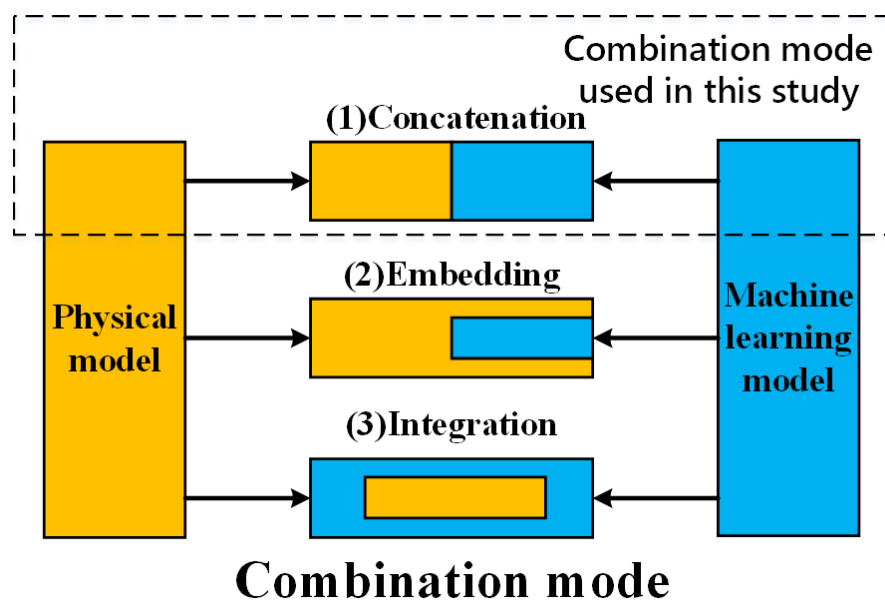 Combination mode
used in this study
(1)Concatenation
(2)Embedding
Physical
model
Machine
learning
model
(3)Integration
Combination mode